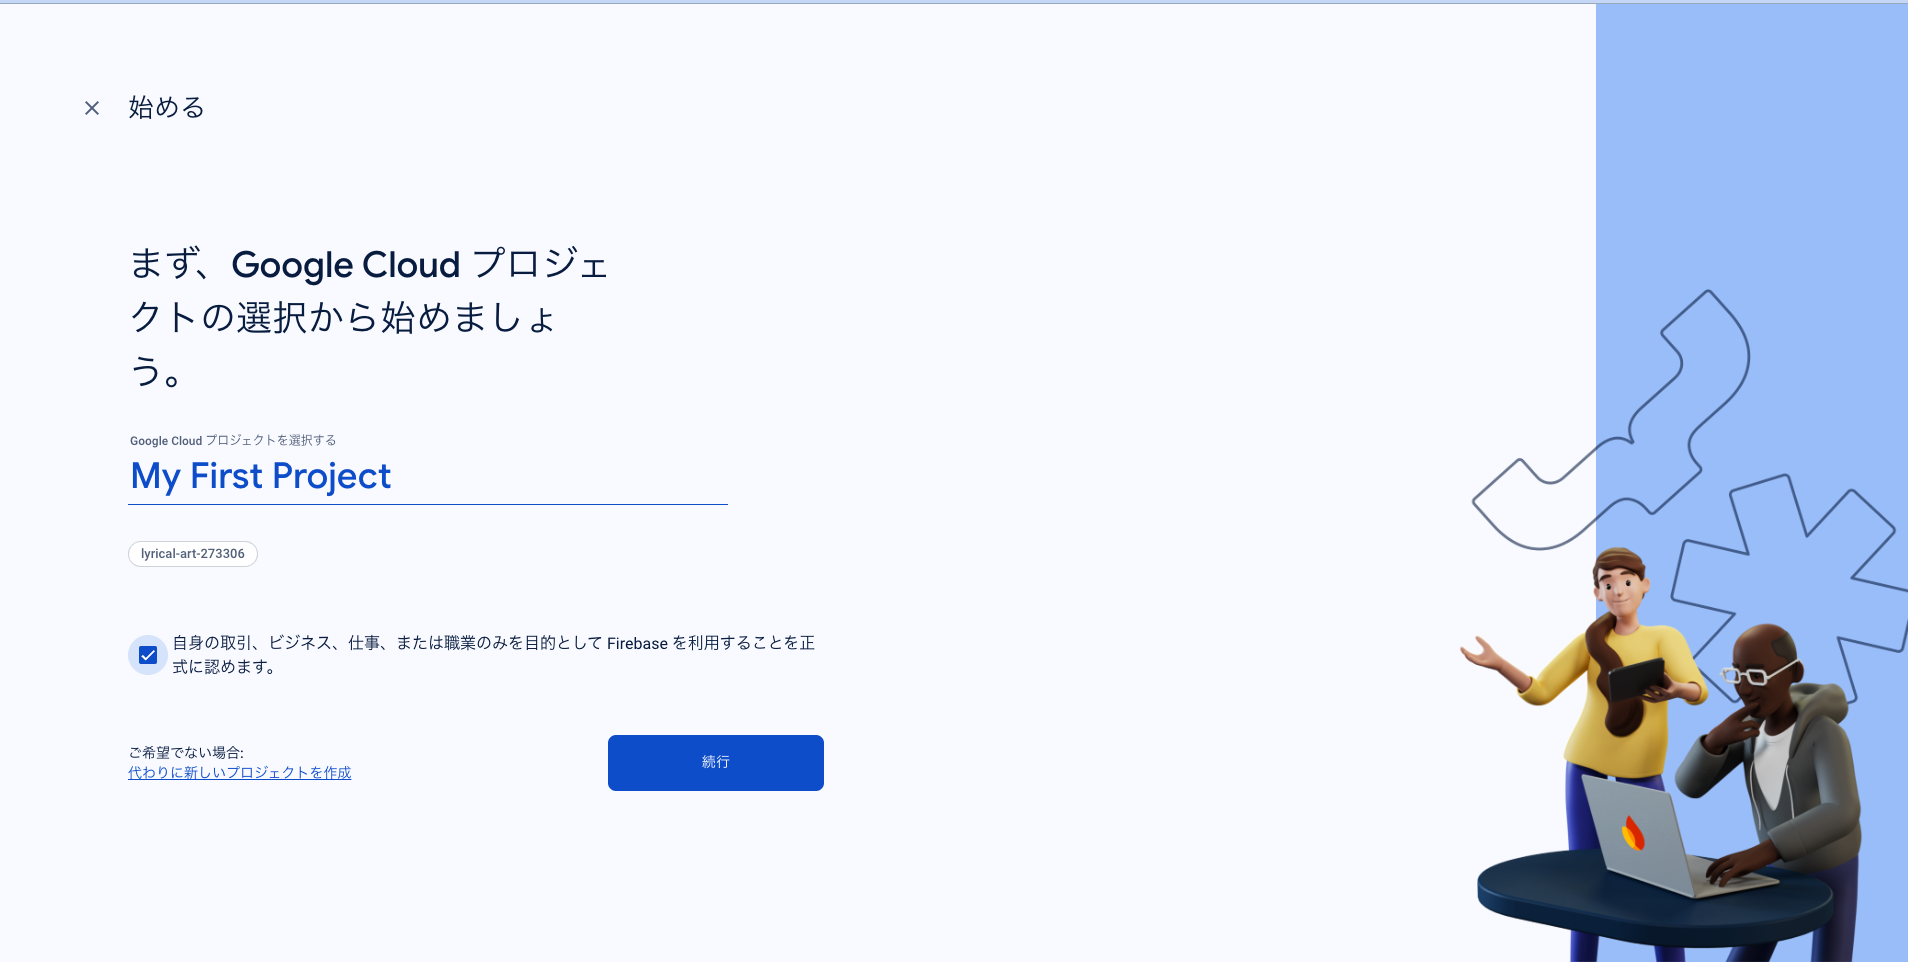 始める
まず、Google Cloud プロジェ
クトの選択から始めましょ
う。
Google Cloud プロジェクトを選択する
My First Project
lyrical-art-273306
自身の取引、ビジネス、仕事、または職業のみを目的として Firebase を利用することを正
式に認めます。
ご希望でない場合:
代わりに新しいプロジェクトを作成
続行